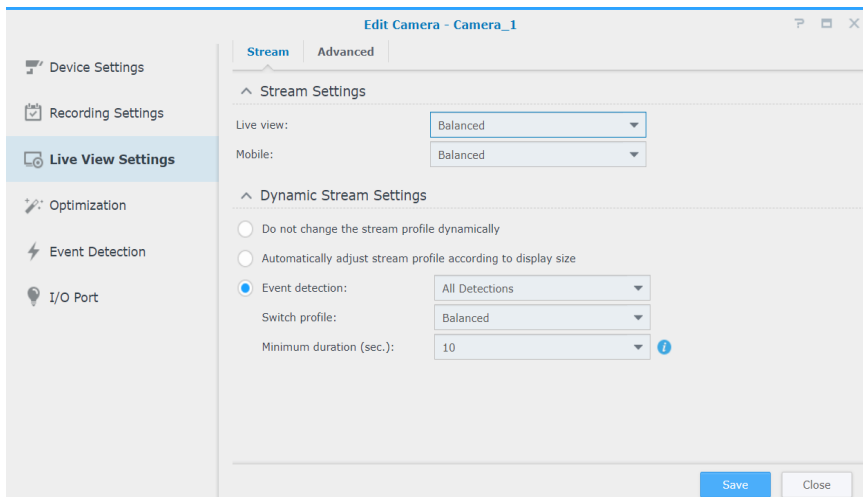 Edit Camera - Camera_1
Device Settings
Recording Settings
Live View Settings
Optimization
Event Detection
I/O Port
Stream Advanced
Stream Settings
Live view: Balanced
Mobile: Balanced
Dynamic Stream Settings
Do not change the stream profile dynamically
Automatically adjust stream profile according to display size
Event detection: All Detections
Switch profile: Balanced
Minimum duration (sec.): 10
Save Close